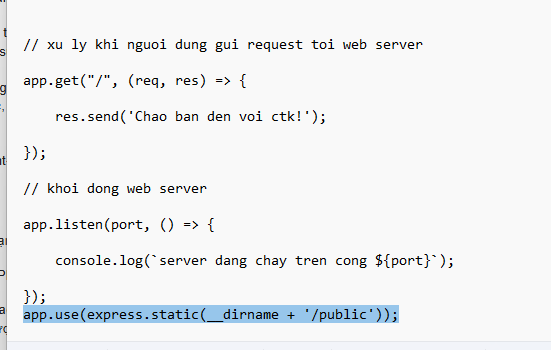 // xu ly khi nguoi dung gui request toi web server
app.get("/", (req, res) => {
res.send('Chao ban den voi ctk!');
});
// khoi dong web server
app.listen(port, () => {
console.log(`server dang chay tren cong ${port}`);
});
app.use(express.static(__dirname + '/public'));